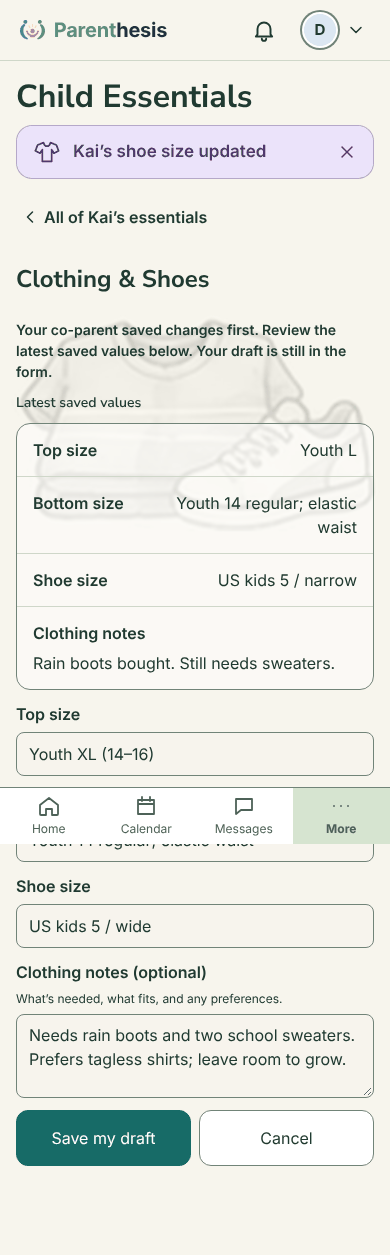 Parenthesis
D
Child Essentials
Kai's shoe size updated
All of Kai's essentials
Clothing & Shoes
Your co-parent saved changes first. Review the
latest saved values below. Your draft is still in the
form.
Latest saved values
Top size
Youth L
Bottom size
Youth 14 regular; elastic
waist
Shoe size
US kids 5 / narrow
Clothing notes
Rain boots bought. Still needs sweaters.
Top size
Youth XL (14–16)
Home
Calendar
Messages
More
Shoe size
US kids 5 / wide
Clothing notes (optional)
What's needed, what fits, and any preferences.
Needs rain boots and two school sweaters.
Prefers tagless shirts; leave room to grow.
Save my draft
Cancel